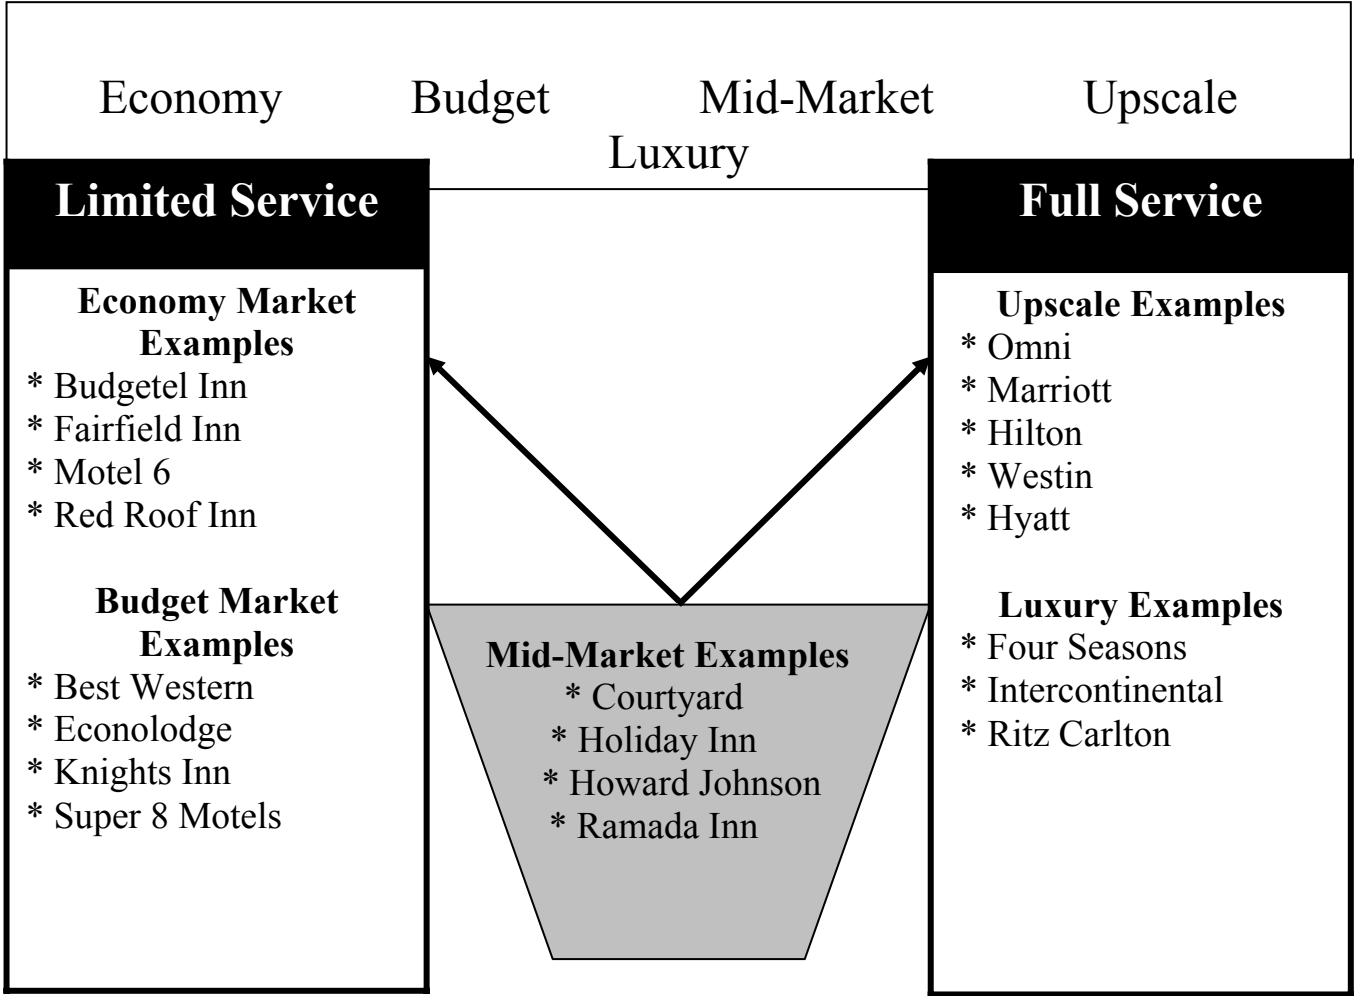 Economy Budget Mid-Market Upscale
Luxury
Limited Service
Economy Market
Examples
* Budgetel Inn
* Fairfield Inn
* Motel 6
* Red Roof Inn
Budget Market
Examples
* Best Western
* Econolodge
* Knights Inn
* Super 8 Motels
Mid-Market Examples
* Courtyard
* Holiday Inn
* Howard Johnson
* Ramada Inn
Full Service
Upscale Examples
* Omni
* Marriott
* Hilton
* Westin
* Hyatt
Luxury Examples
* Four Seasons
* Intercontinental
* Ritz Carlton